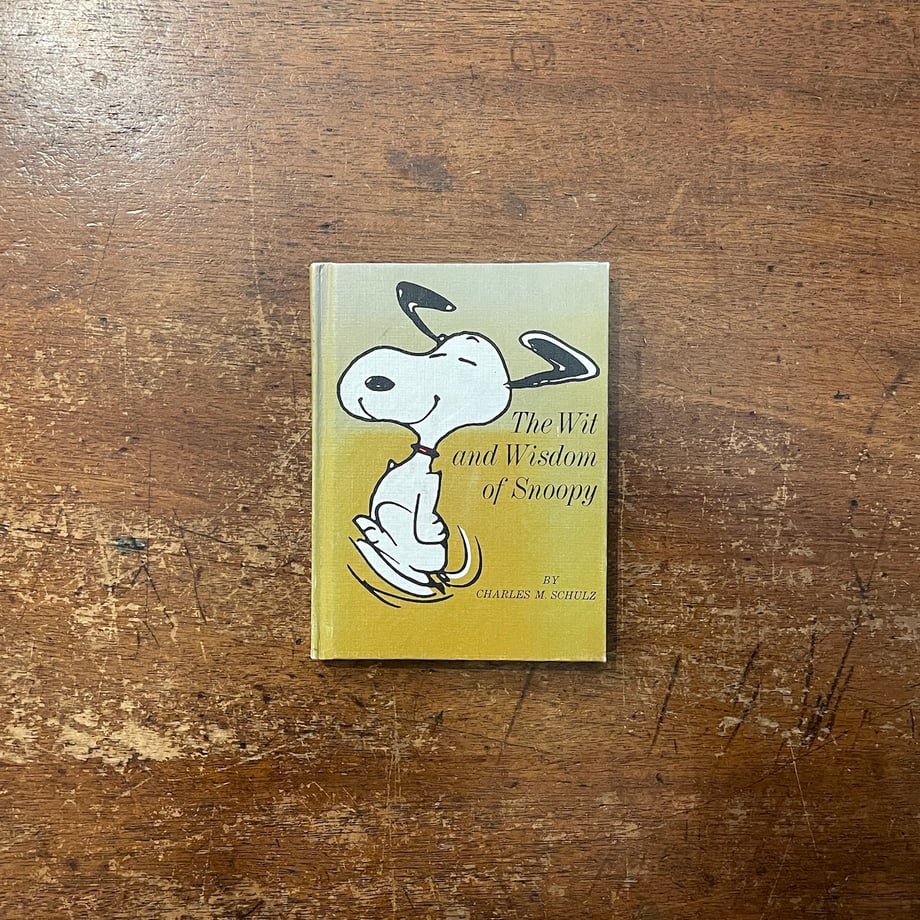 The Wit
and Wisdom
of Snoopy
BY
CHARLES M. SCHULZ